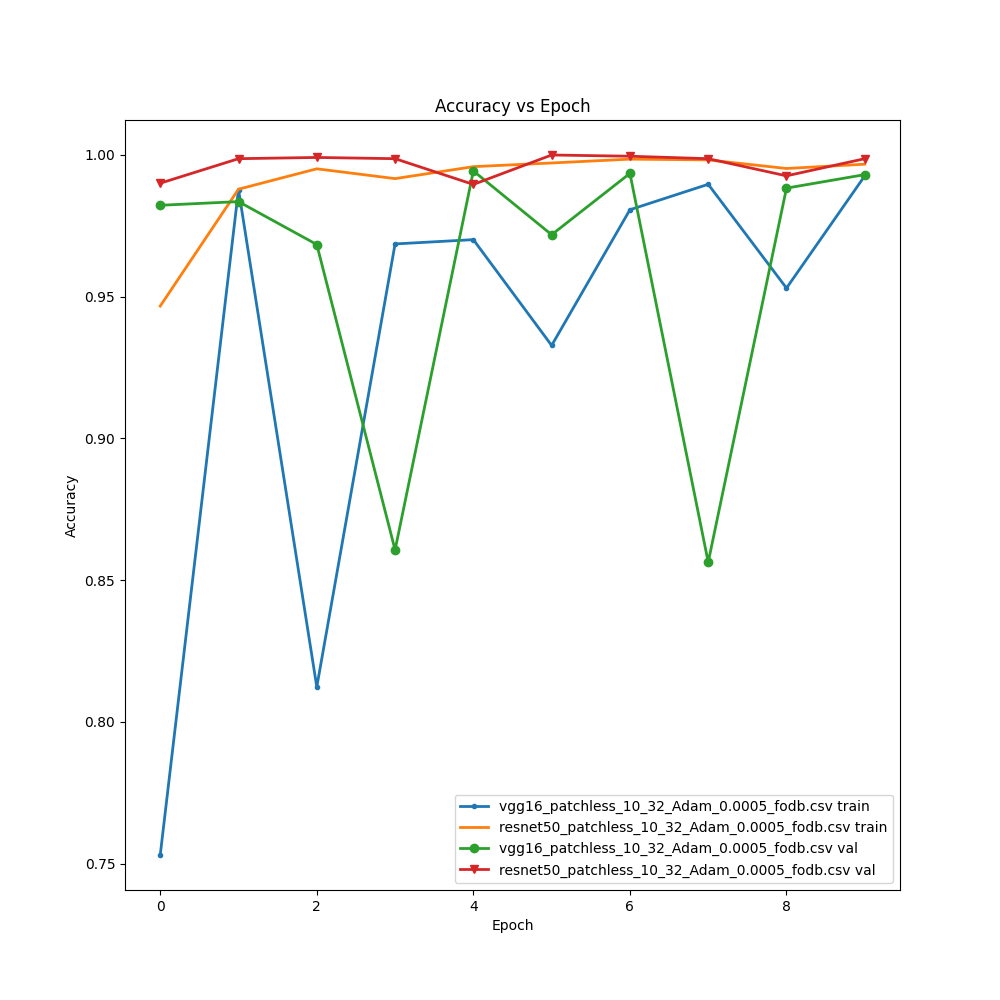 Accuracy vs Epoch
1.00
0.95
0.90
0.85
0.80
0.75
Accuracy
0 2 4 6 8
Epoch
vgg16_patchless_10_32_Adam_0.0005_fodb.csv train
resnet50_patchless_10_32_Adam_0.0005_fodb.csv train
vgg16_patchless_10_32_Adam_0.0005_fodb.csv val
resnet50_patchless_10_32_Adam_0.0005_fodb.csv val